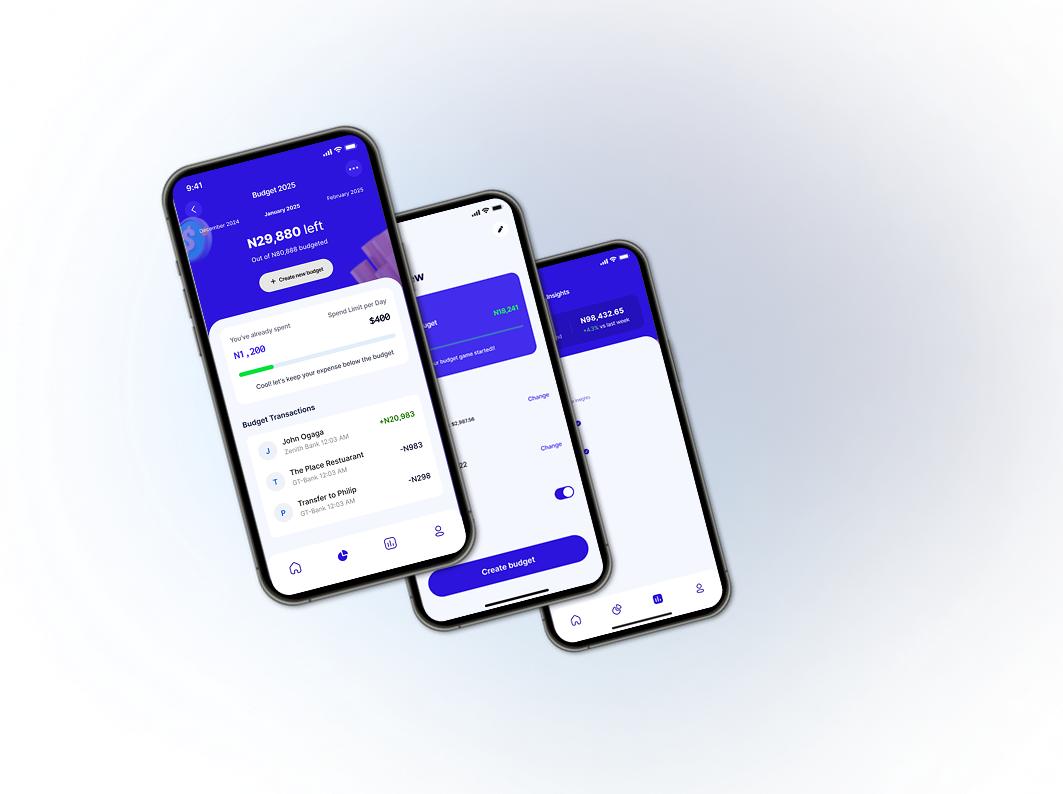 9:41
Budget 2025
December 2024
January 2025
February 2025
N29,880 left
Out of N80,888 budgeted
+ Create new budget
You've already spent
Spend Limit per Day
N1,200
$400
Cool! let's keep your expense below the budget
Budget Transactions
J
John Ogaga
Zenith Bank 12:03 AM
+N20,983
T
The Place Restuarant
GT-Bank 12:03 AM
-N983
P
Transfer to Philip
GT-Bank 12:03 AM
-N298
ew
dget
N18,241
ur budget game started!!
Change
$2,987.56
Change
22
Create budget
Insights
N98,432.65
+4.3% vs last week
insights